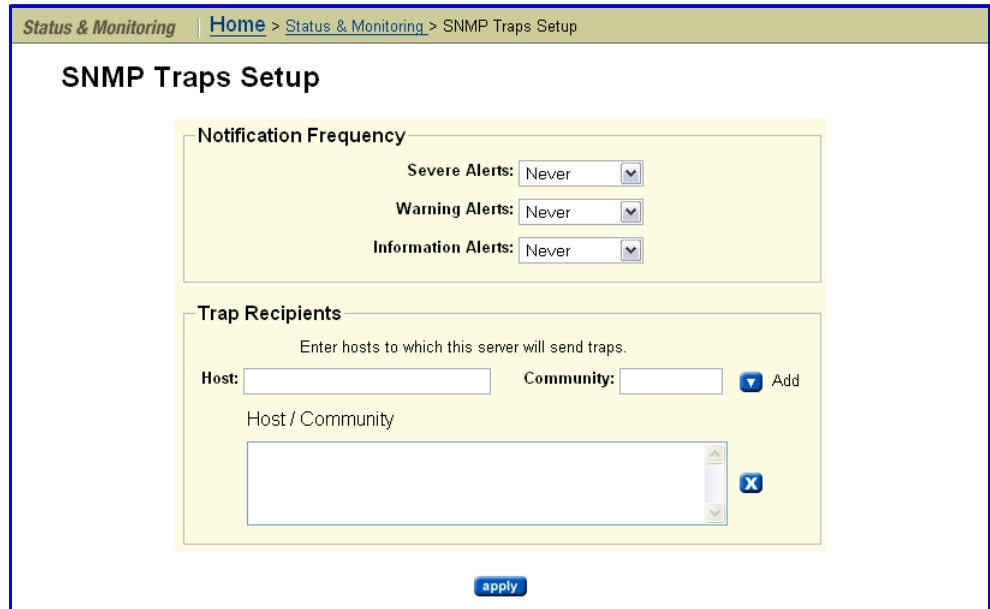 Status & Monitoring | Home > Status & Monitoring > SNMP Traps Setup
SNMP Traps Setup
Notification Frequency
Severe Alerts: Never
Warning Alerts: Never
Information Alerts: Never
Trap Recipients
Enter hosts to which this server will send traps.
Host: Community: Add
Host / Community
X
apply